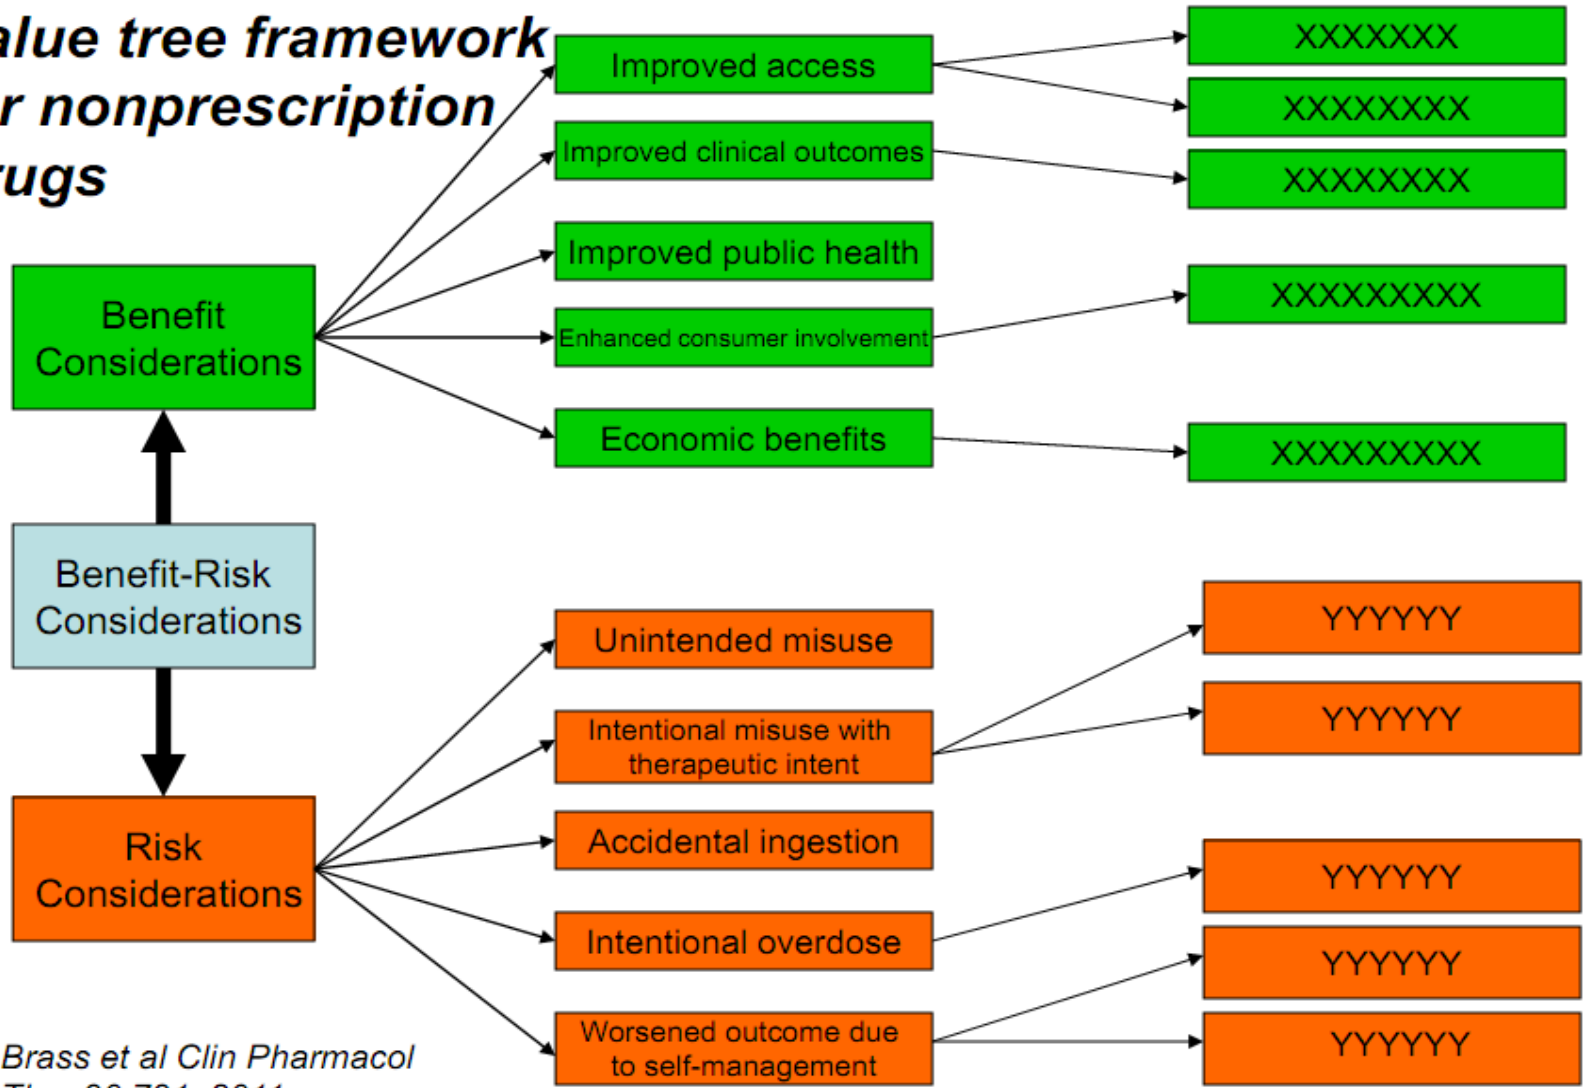 alue tree framework
r nonprescription
rugs
Benefit
Considerations
Benefit-Risk
Considerations
Risk
Considerations
Improved access
Improved clinical outcomes
Improved public health
Enhanced consumer involvement
Economic benefits
Unintended misuse
Intentional misuse with
therapeutic intent
Accidental ingestion
Intentional overdose
Worsened outcome due
to self-management
XXXXXXX
XXXXXXXX
XXXXXXXX
XXXXXXXXX
XXXXXXXXX
YYYYYY
YYYYYY
YYYYYY
YYYYYY
YYYYYY
Brass et al Clin Pharmacol